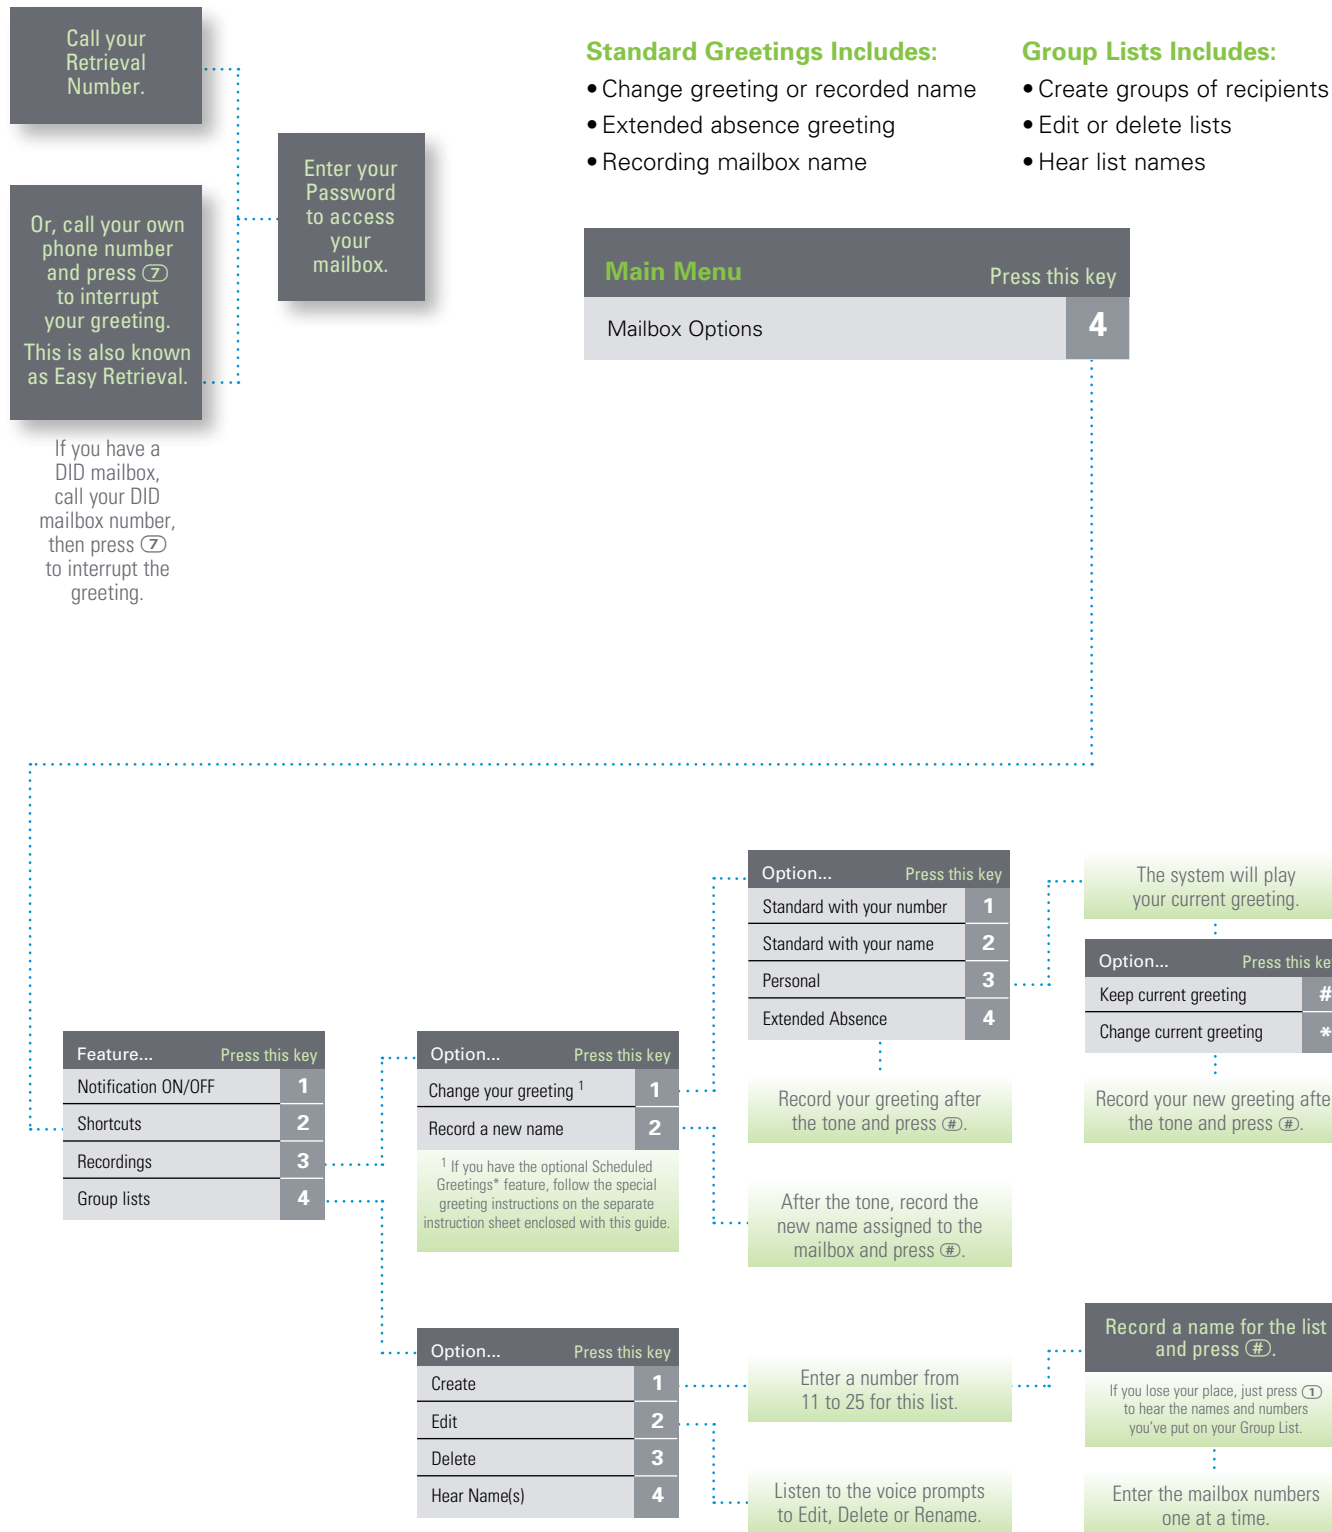 Call your
Retrieval
Number.
Or, call your own
phone number
and press 7
to interrupt
your greeting.
This is also known
as Easy Retrieval.
If you have a
DID mailbox,
call your DID
mailbox number,
then press 7
to interrupt the
greeting.
Enter your
Password
to access
your
mailbox.
Standard Greetings Includes:
• Change greeting or recorded name
• Extended absence greeting
• Recording mailbox name
Group Lists Includes:
• Create groups of recipients
• Edit or delete lists
• Hear list names
Main Menu Press this key
Mailbox Options 4
Feature... Press this key
Notification ON/OFF 1
Shortcuts 2
Recordings 3
Group lists 4
Option... Press this key
Change your greeting 1 1
Record a new name 2
1 If you have the optional Scheduled
Greetings* feature, follow the special
greeting instructions on the separate
instruction sheet enclosed with this guide.
Option... Press this key
Standard with your number 1
Standard with your name 2
Personal 3
Extended Absence 4
Record your greeting after
the tone and press #.
After the tone, record the
new name assigned to the
mailbox and press #.
The system will play
your current greeting.
Option... Press this ke
Keep current greeting #
Change current greeting *
Record your new greeting afte
the tone and press #.
Option... Press this key
Create 1
Edit 2
Delete 3
Hear Name(s) 4
Enter a number from
11 to 25 for this list.
Listen to the voice prompts
to Edit, Delete or Rename.
Record a name for the list
and press #.
If you lose your place, just press 1
to hear the names and numbers
you've put on your Group List.
Enter the mailbox numbers
one at a time.